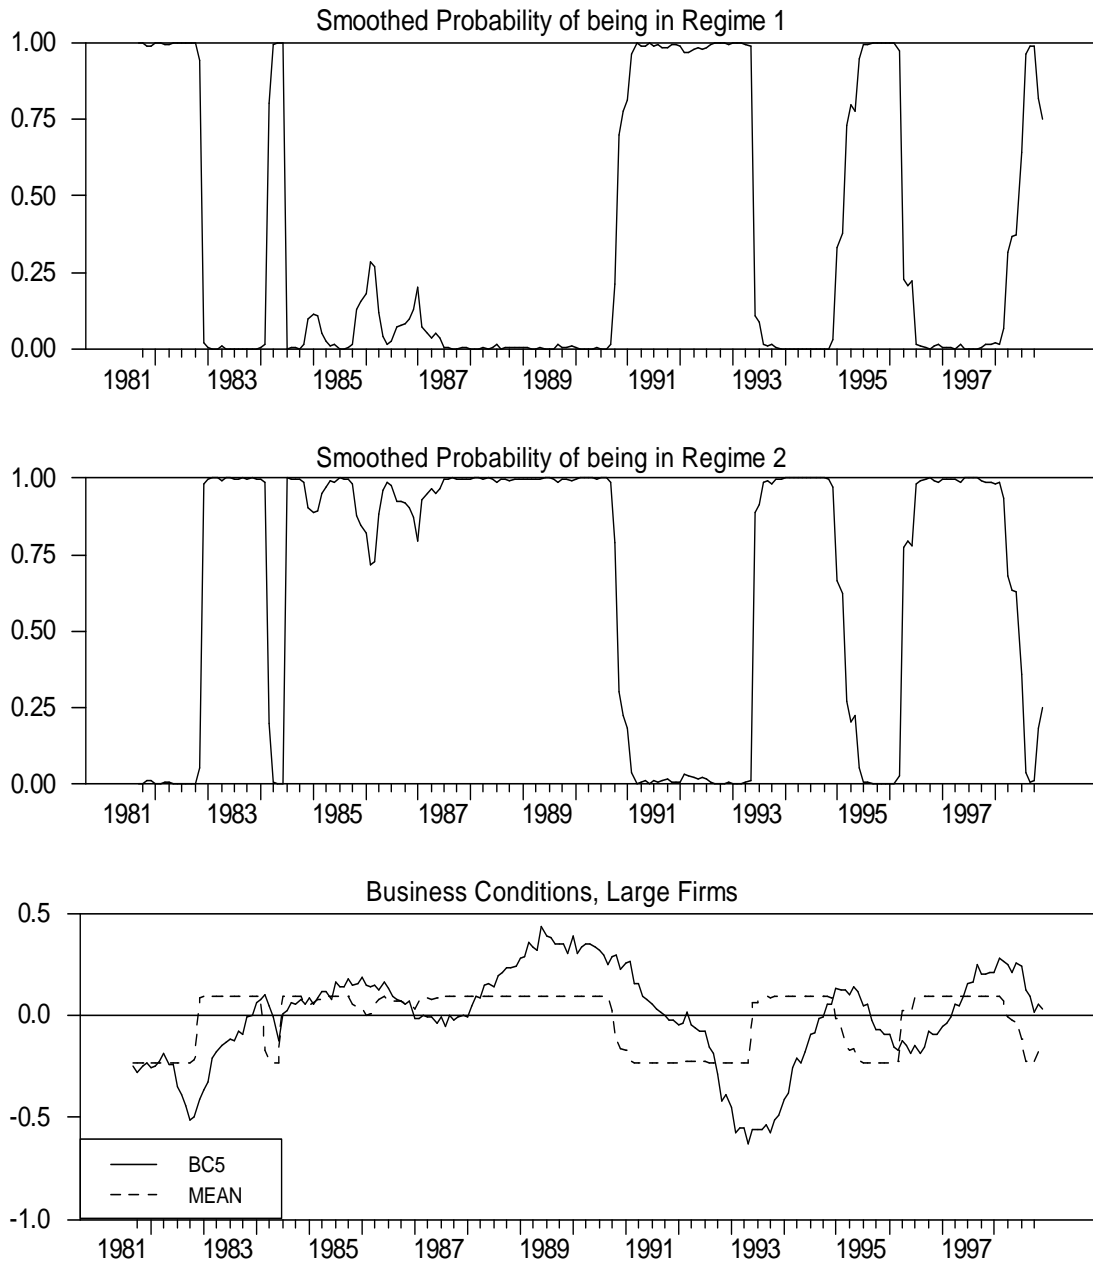 Smoothed Probability of being in Regime 1
1.00
0.75
0.50
0.25
0.00
1981 1983 1985 1987 1989 1991 1993 1995 1997
Smoothed Probability of being in Regime 2
1.00
0.75
0.50
0.25
0.00
1981 1983 1985 1987 1989 1991 1993 1995 1997
Business Conditions, Large Firms
0.5
0.0
-0.5
-1.0
BC5
MEAN
1981 1983 1985 1987 1989 1991 1993 1995 1997